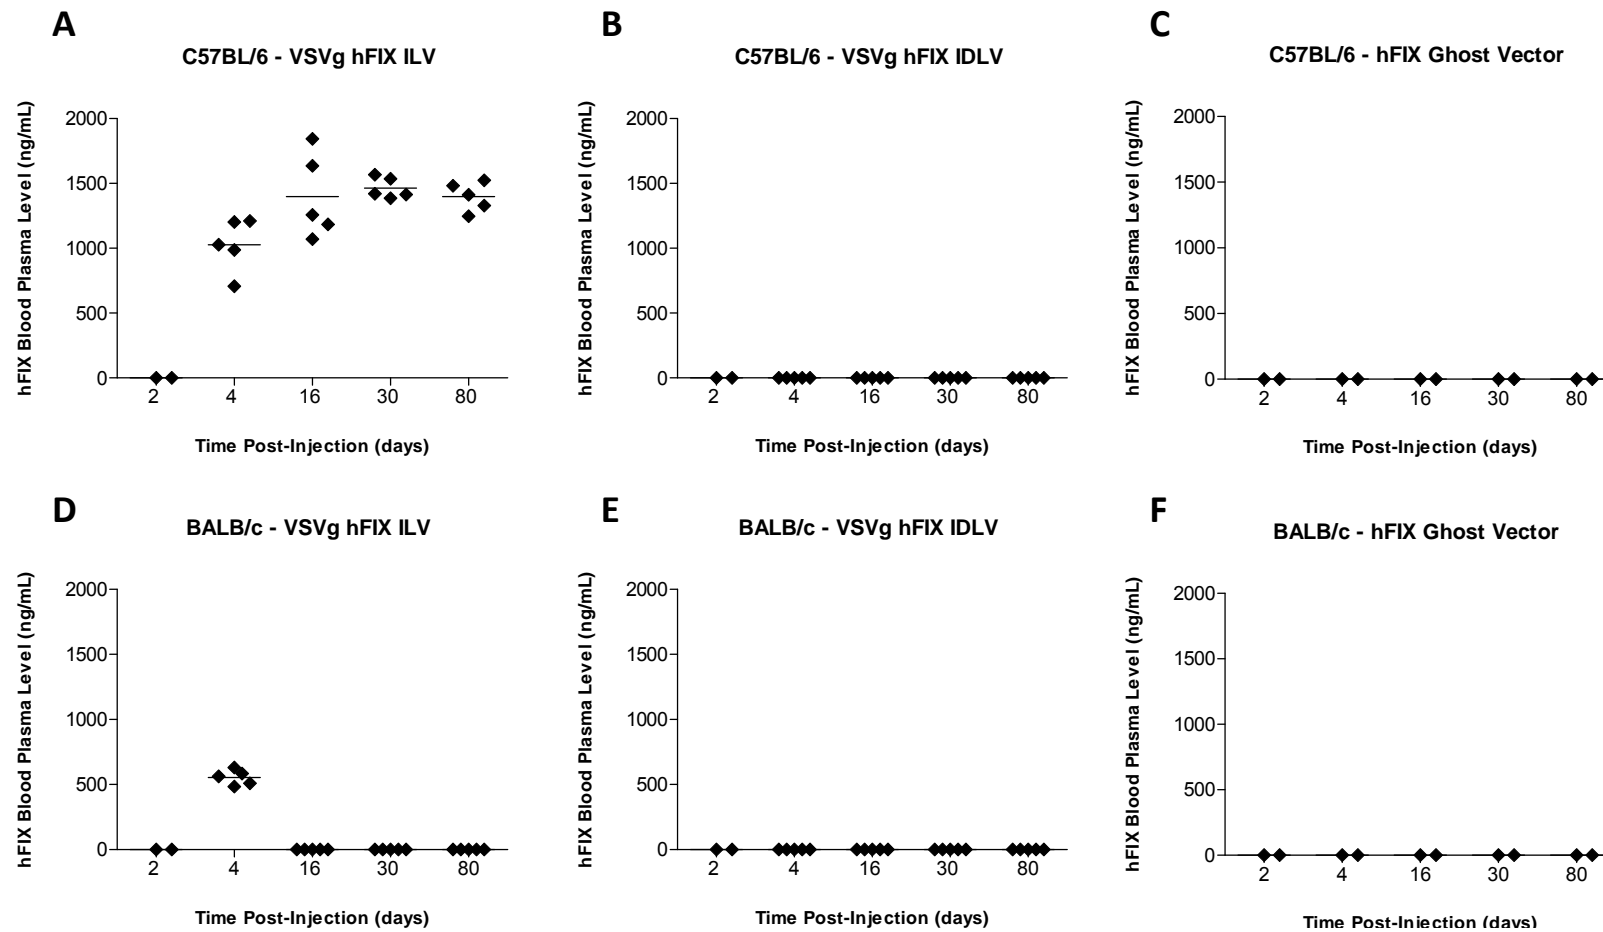 A
C57BL/6 - VSVg hFIX ILV
hFIX Blood Plasma Level (ng/mL)
2000
1500
1000
500
0
2 4 16 30 80
Time Post-Injection (days)
B
C57BL/6 - VSVg hFIX IDLV
hFIX Blood Plasma Level (ng/mL)
2000
1500
1000
500
0
2 4 16 30 80
Time Post-Injection (days)
C
C57BL/6 - hFIX Ghost Vector
hFIX Blood Plasma Level (ng/mL)
2000
1500
1000
500
0
2 4 16 30 80
Time Post-Injection (days)
D
BALB/c - VSVg hFIX ILV
hFIX Blood Plasma Level (ng/mL)
2000
1500
1000
500
0
2 4 16 30 80
Time Post-Injection (days)
E
BALB/c - VSVg hFIX IDLV
hFIX Blood Plasma Level (ng/mL)
2000
1500
1000
500
0
2 4 16 30 80
Time Post-Injection (days)
F
BALB/c - hFIX Ghost Vector
hFIX Blood Plasma Level (ng/mL)
2000
1500
1000
500
0
2 4 16 30 80
Time Post-Injection (days)